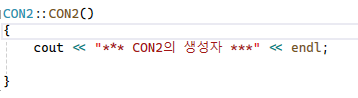 CON2::CON2()
{
cout << "*** CON2의 생성자 ***" << endl;
}